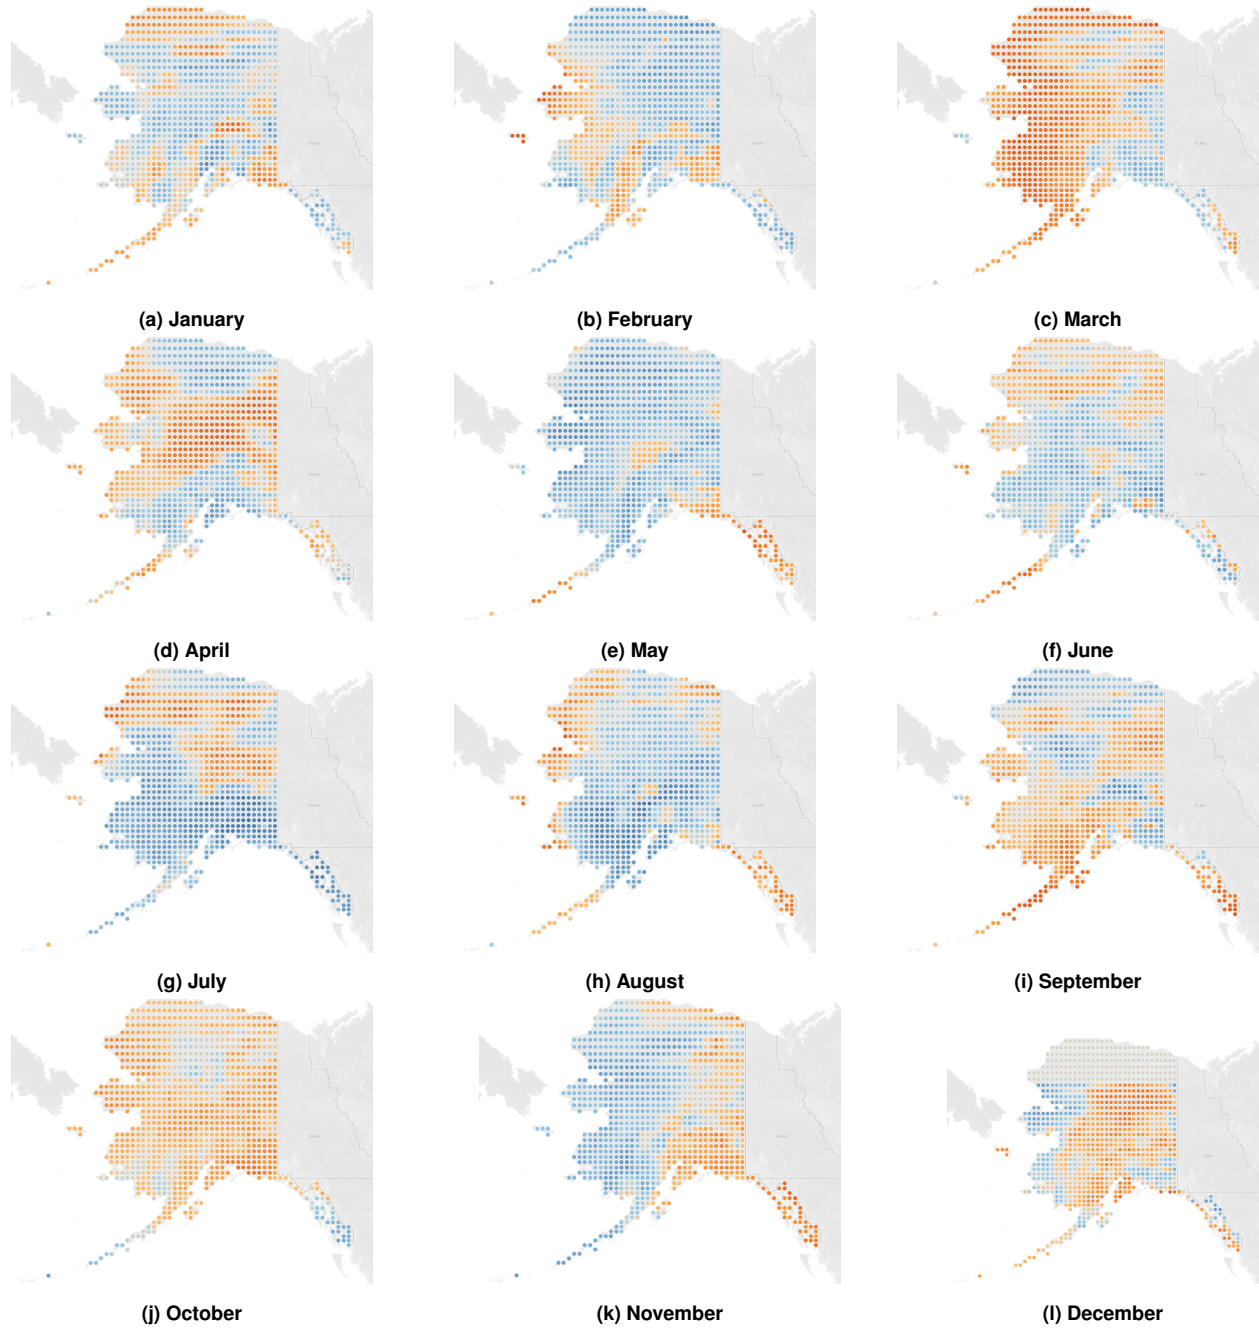 (a) January
(b) February
(c) March
(d) April
(e) May
(f) June
(g) July
(h) August
(i) September
(j) October
(k) November
(l) December